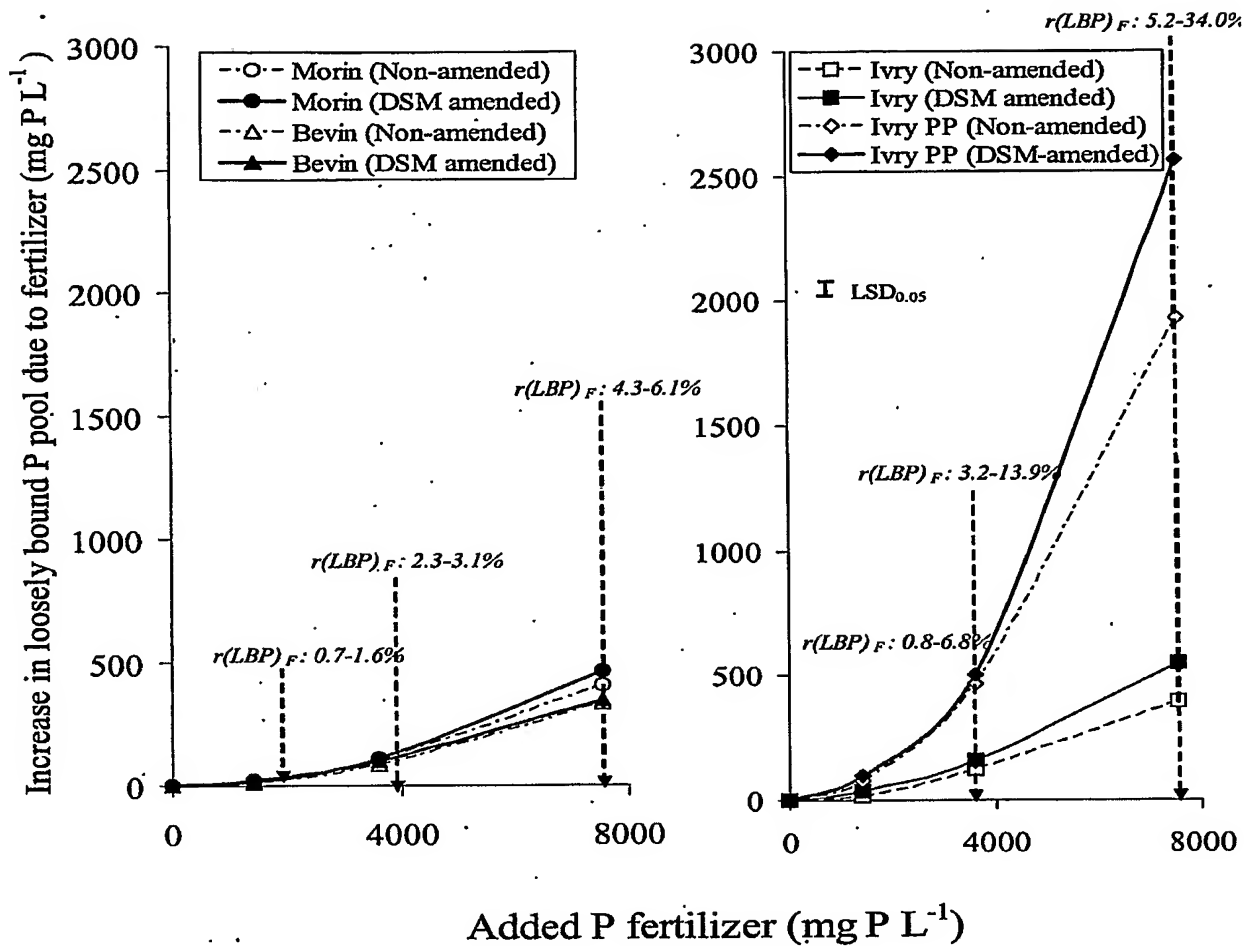 r(LBP) F : 5.2-34.0%
Increase in loosely bound P pool due to fertilizer (mg P L-1)
3000
2500
2000
1500
1000
500
0
0
4000
8000
Morin (Non-amended)
Morin (DSM amended)
Bevin (Non-amended)
Bevin (DSM amended)
r(LBP) F : 4.3-6.1%
r(LBP) F : 2.3-3.1%
r(LBP) F : 0.7-1.6%
3000
2500
2000
1500
1000
500
0
0
4000
8000
Ivry (Non-amended)
Ivry (DSM amended)
Ivry PP (Non-amended)
Ivry PP (DSM-amended)
LSD0.05
r(LBP) F : 3.2-13.9%
r(LBP) F : 0.8-6.8%
Added P fertilizer (mg P L-1)